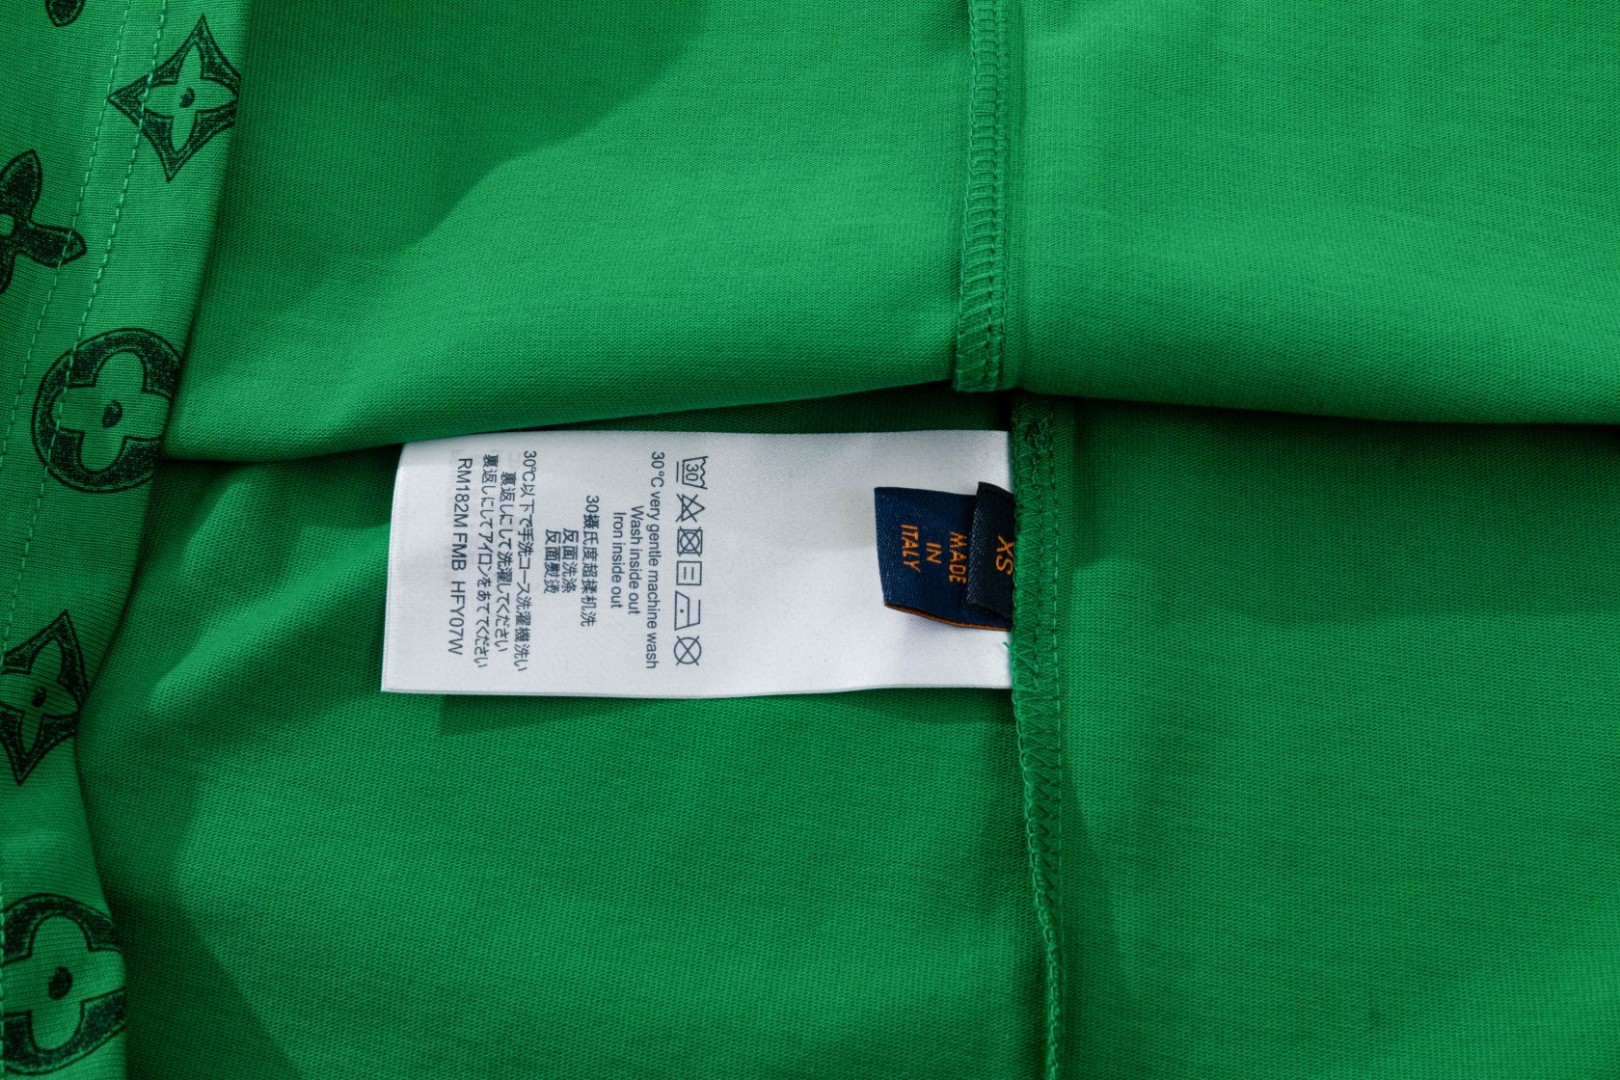 XS
MADE
IN
ITALY
30
30°C very gentle machine wash
Wash inside out
Iron inside out
30摄氏度超揉机洗
反面洗涤
反面熨烫
30℃以下で手洗コース洗濯機洗い
裏返しにして洗濯してください
裏返しにしてアイロンをあててください
RM182M FMB HFY07W